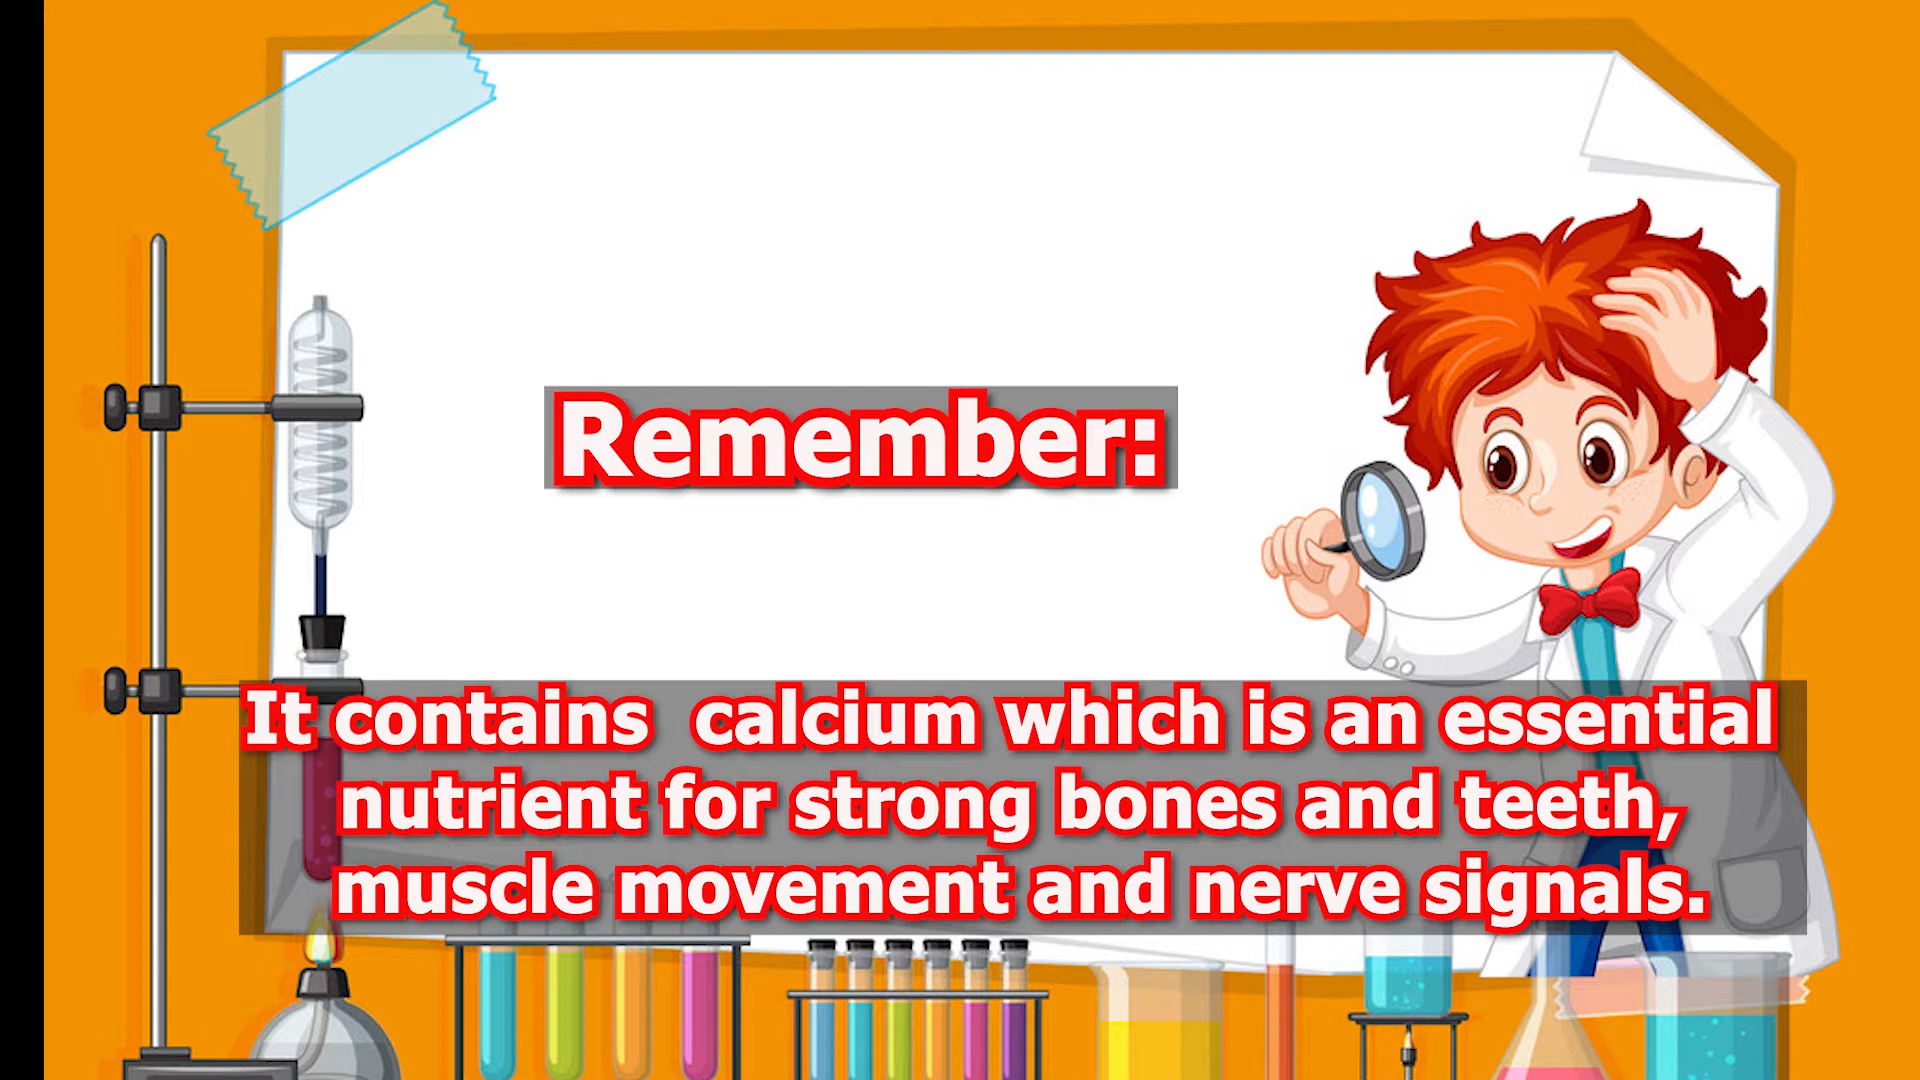 Remember:
It contains  calcium which is an essential
nutrient for strong bones and teeth,
muscle movement and nerve signals.